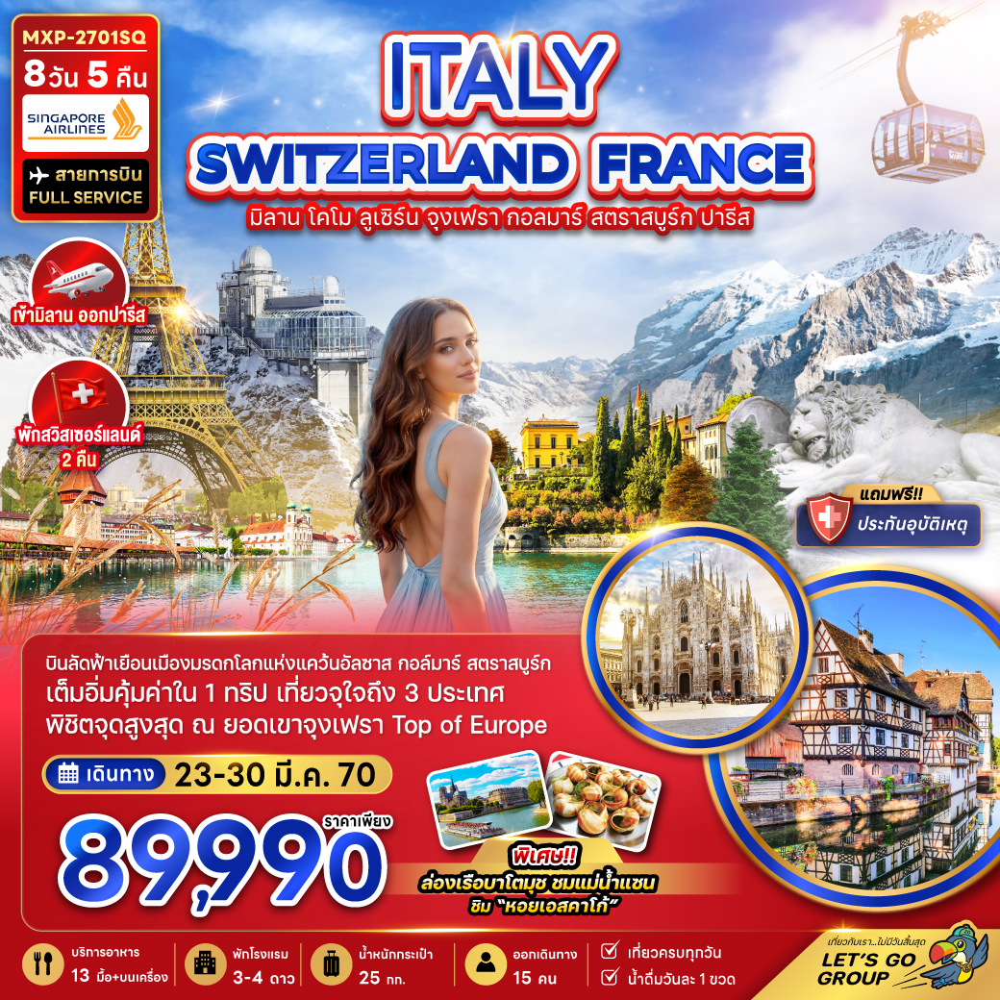 MXP-2701SQ
8 วัน 5 คืน
SINGAPORE
AIRLINES
สายการบิน
FULL SERVICE
ITALY
SWITZERLAND FRANCE
มิลาน โคโม ลูเซิร์น จุงเฟรา กอลมาร์ สตราสบูร์ก ปารีส
เข้ามิลาน ออกปารีส
พักสวิสเซอร์แลนด์
2 คืน
แถมฟรี!!
ประกันอุบัติเหตุ
บินลัดฟ้าเยือนเมืองมรดกโลกแห่งแคว้นอัลซาส กอล์มาร์ สตราสบูร์ก
เต็มอิ่มคุ้มค่าใน 1 ทริป เที่ยวจุใจถึง 3 ประเทศ
พิชิตจุดสูงสุด ณ ยอดเขาจุงเฟรา Top of Europe
เดินทาง 23-30 มี.ค. 70
ราคาเพียง
89,990
พิเศษ!!
ล่องเรือบาโตมุช ชมแม่น้ำแซน
ชิม "หอยเอสคาโก้"
บริการอาหาร
13 มื้อ+บนเครื่อง
พักโรงแรม
3-4 ดาว
น้ำหนักกระเป๋า
25 กก.
ออกเดินทาง
15 คน
เที่ยวครบทุกวัน
น้ำดื่มวันละ 1 ขวด
เที่ยวกับเรา...ไม่มีวันสิ้นสุด
LET'S GO
GROUP